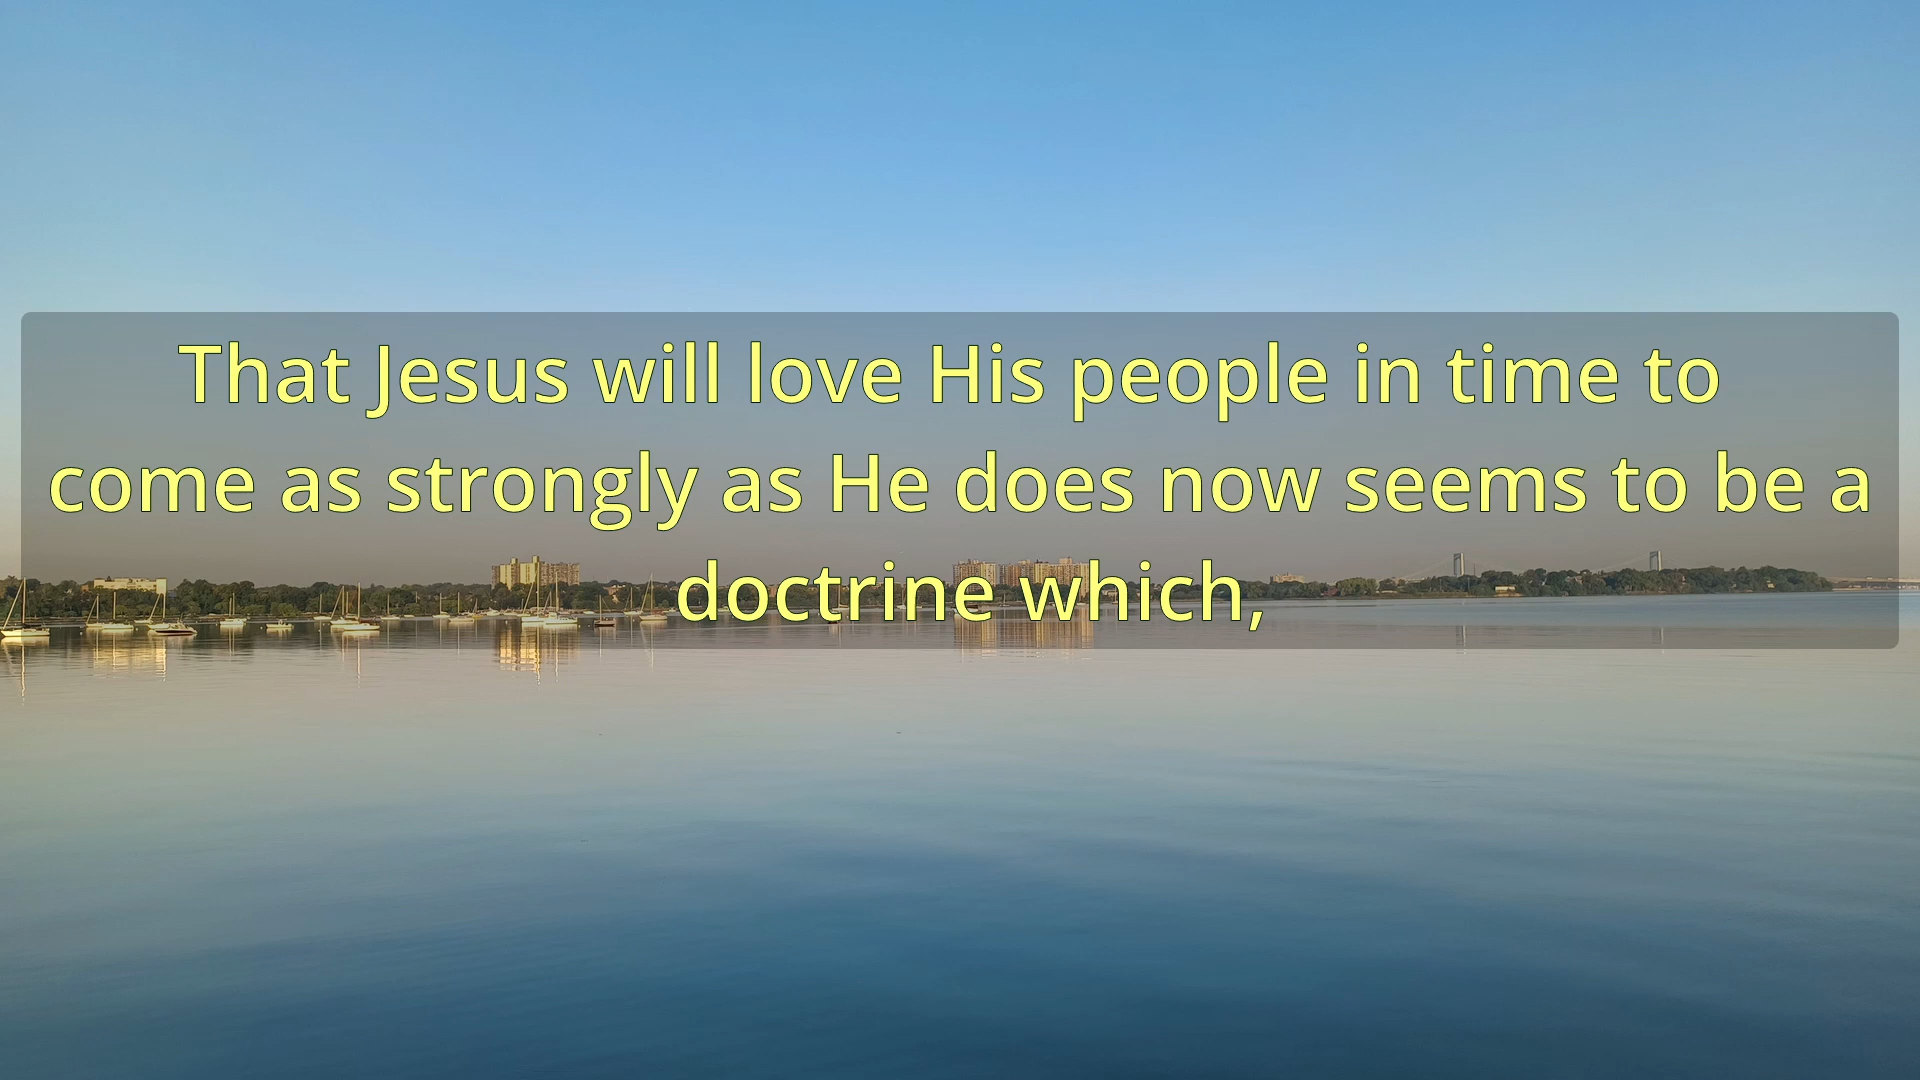 That Jesus will love His people in time to
come as strongly as He does now seems to be a
doctrine which,